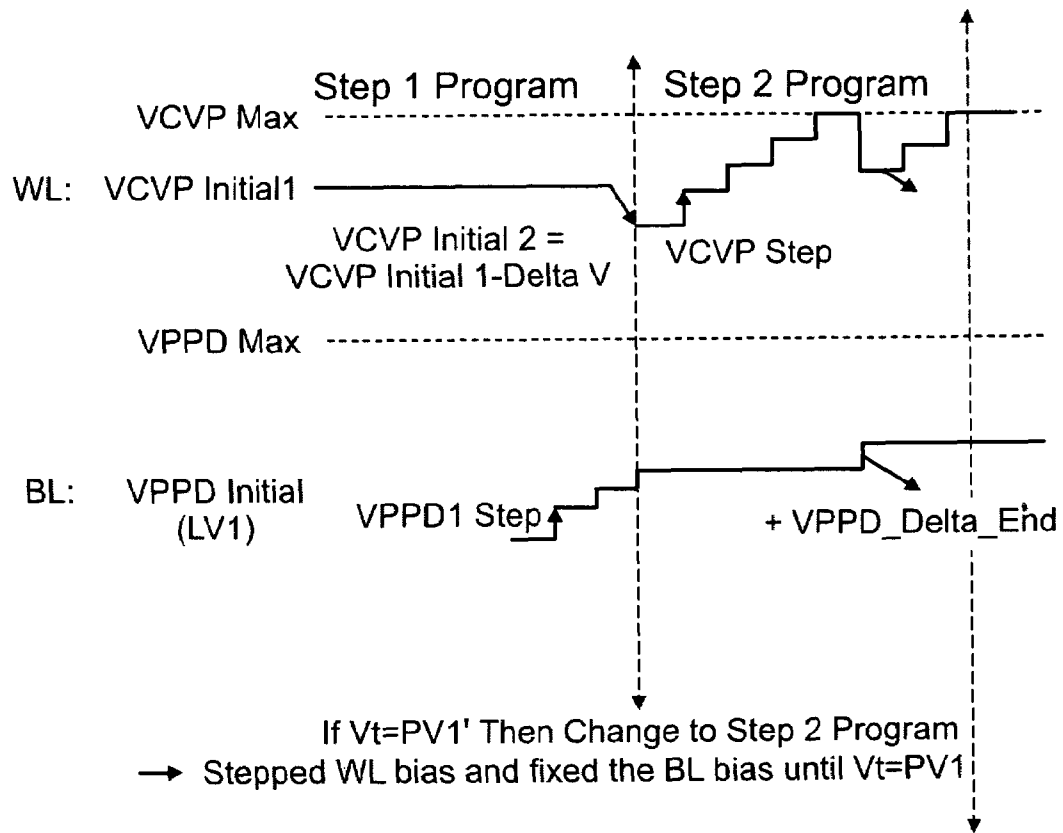 Step 1 Program
Step 2 Program
VCVP Max
WL: VCVP Initial1
VCVP Initial 2 =
VCVP Initial 1-Delta V
VCVP Step
VPPD Max
BL: VPPD Initial
(LV1)
VPPD1 Step
+ VPPD_Delta_End
If Vt=PV1' Then Change to Step 2 Program
→ Stepped WL bias and fixed the BL bias until Vt=PV1